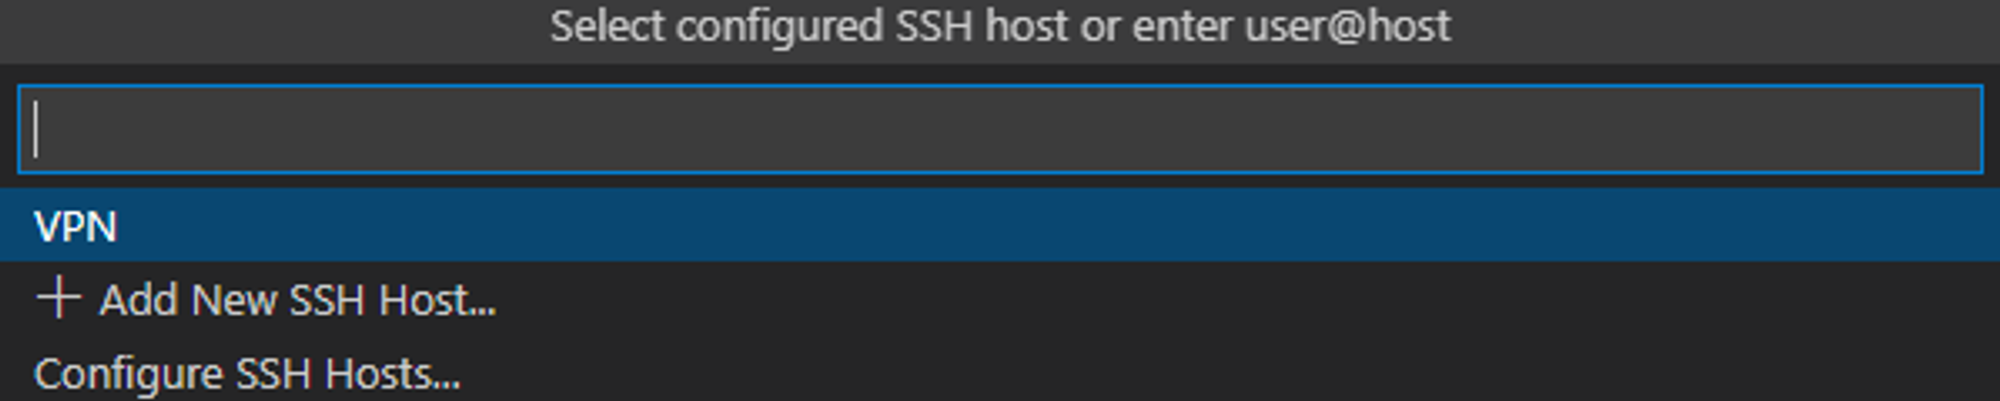 Select configured SSH host or enter user@host
VPN
+ Add New SSH Host...
Configure SSH Hosts...